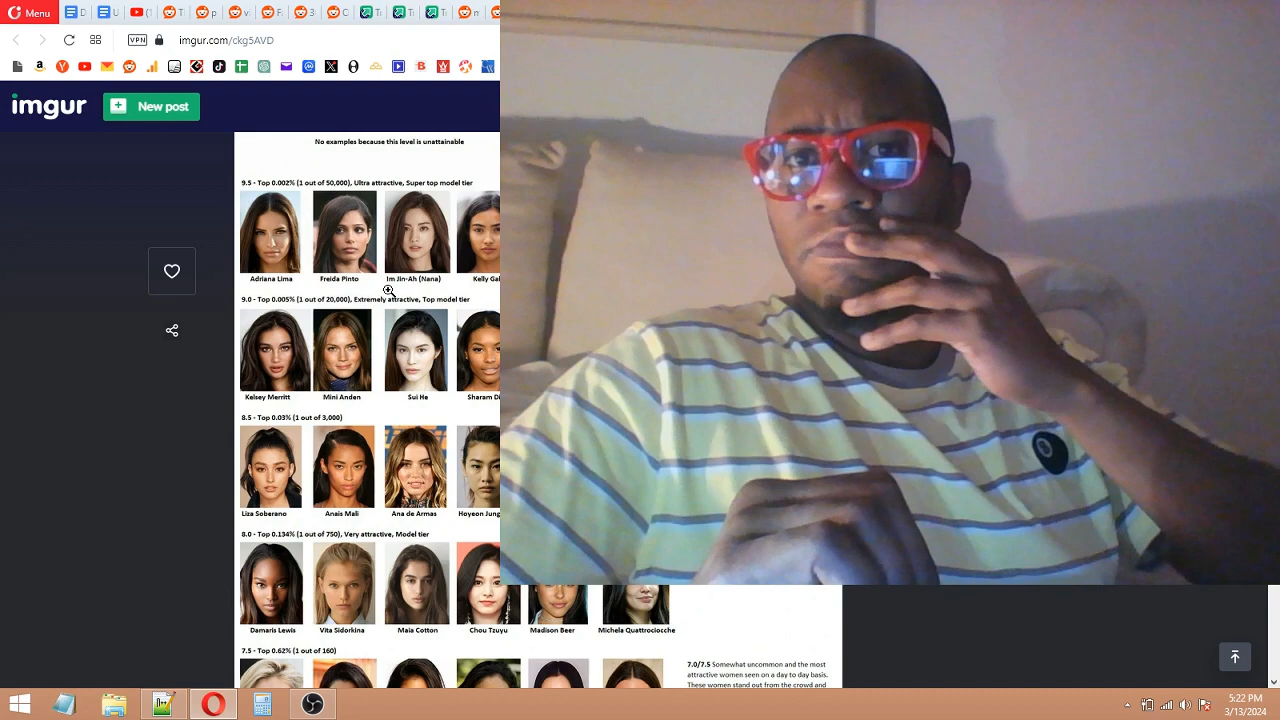 Menu
imgur.com/ckg5AVD
VPN
imgur
New post
No examples because this level is unattainable
9.5 - Top 0.002% (1 out of 50,000), Ultra attractive, Super top model tier
Adriana Lima Freida Pinto Im Jin-Ah (Nana) Kelly Gal
9.0 - Top 0.005% (1 out of 20,000), Extremely attractive, Top model tier
Kelsey Merritt Mini Anden Sui He Sharam Di
8.5 - Top 0.03% (1 out of 3,000)
Liza Soberano Anais Mali Ana de Armas Hoyeon Jung
8.0 - Top 0.134% (1 out of 750), Very attractive, Model tier
Damaris Lewis Vita Sidorkina Maia Cotton Chou Tzuyu Madison Beer Michela Quattrociocche
7.5 - Top 0.62% (1 out of 160)
7.0/7.5 Somewhat uncommon and the most
attractive women seen on a day to day basis.
These women stand out from the crowd and
5:22 PM
3/13/2024